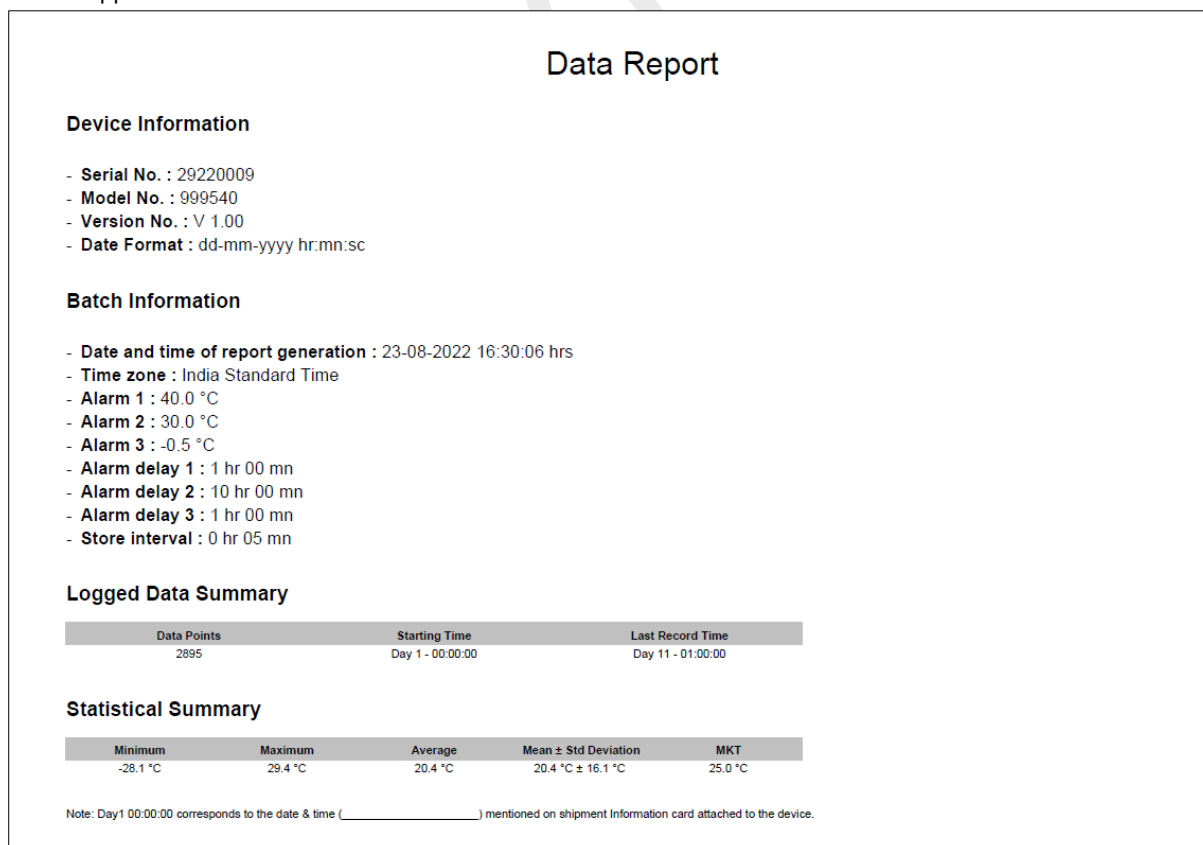 Data Report
Device Information
- Serial No. : 29220009
- Model No. : 999540
- Version No. : V 1.00
- Date Format : dd-mm-yyyy hr:mn:sc
Batch Information
- Date and time of report generation : 23-08-2022 16:30:06 hrs
- Time zone : India Standard Time
- Alarm 1 : 40.0 °C
- Alarm 2 : 30.0 °C
- Alarm 3 : -0.5 °C
- Alarm delay 1 : 1 hr 00 mn
- Alarm delay 2 : 10 hr 00 mn
- Alarm delay 3 : 1 hr 00 mn
- Store interval : 0 hr 05 mn
Logged Data Summary
Data Points Starting Time Last Record Time
2895 Day 1 - 00:00:00 Day 11 - 01:00:00
Statistical Summary
Minimum Maximum Average Mean ± Std Deviation MKT
-28.1 °C 29.4 °C 20.4 °C 20.4 °C ± 16.1 °C 25.0 °C
Note: Day1 00:00:00 corresponds to the date & time (____________________) mentioned on shipment Information card attached to the device.